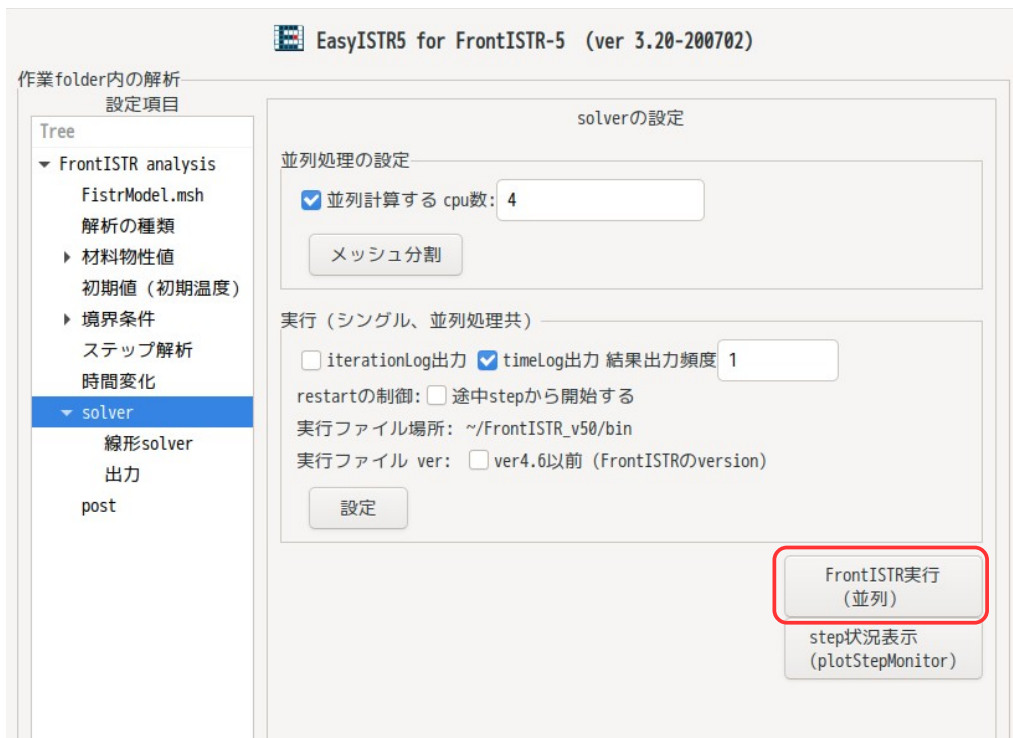 EasyISTR5 for FrontISTR-5 (ver 3.20-200702)
作業folder内の解析
設定項目
Tree
FrontISTR analysis
FistrModel.msh
解析の種類
材料物性値
初期値（初期温度）
境界条件
ステップ解析
時間変化
solver
線形solver
出力
post
solverの設定
並列処理の設定
並列計算する cpu数: 4
メッシュ分割
実行（シングル、並列処理共）
iterationLog出力 timeLog出力 結果出力頻度 1
restartの制御: 途中stepから開始する
実行ファイル場所: ~/FrontISTR_v50/bin
実行ファイル ver: ver4.6以前（FrontISTRのversion）
設定
FrontISTR実行
（並列）
step状況表示
(plotStepMonitor)